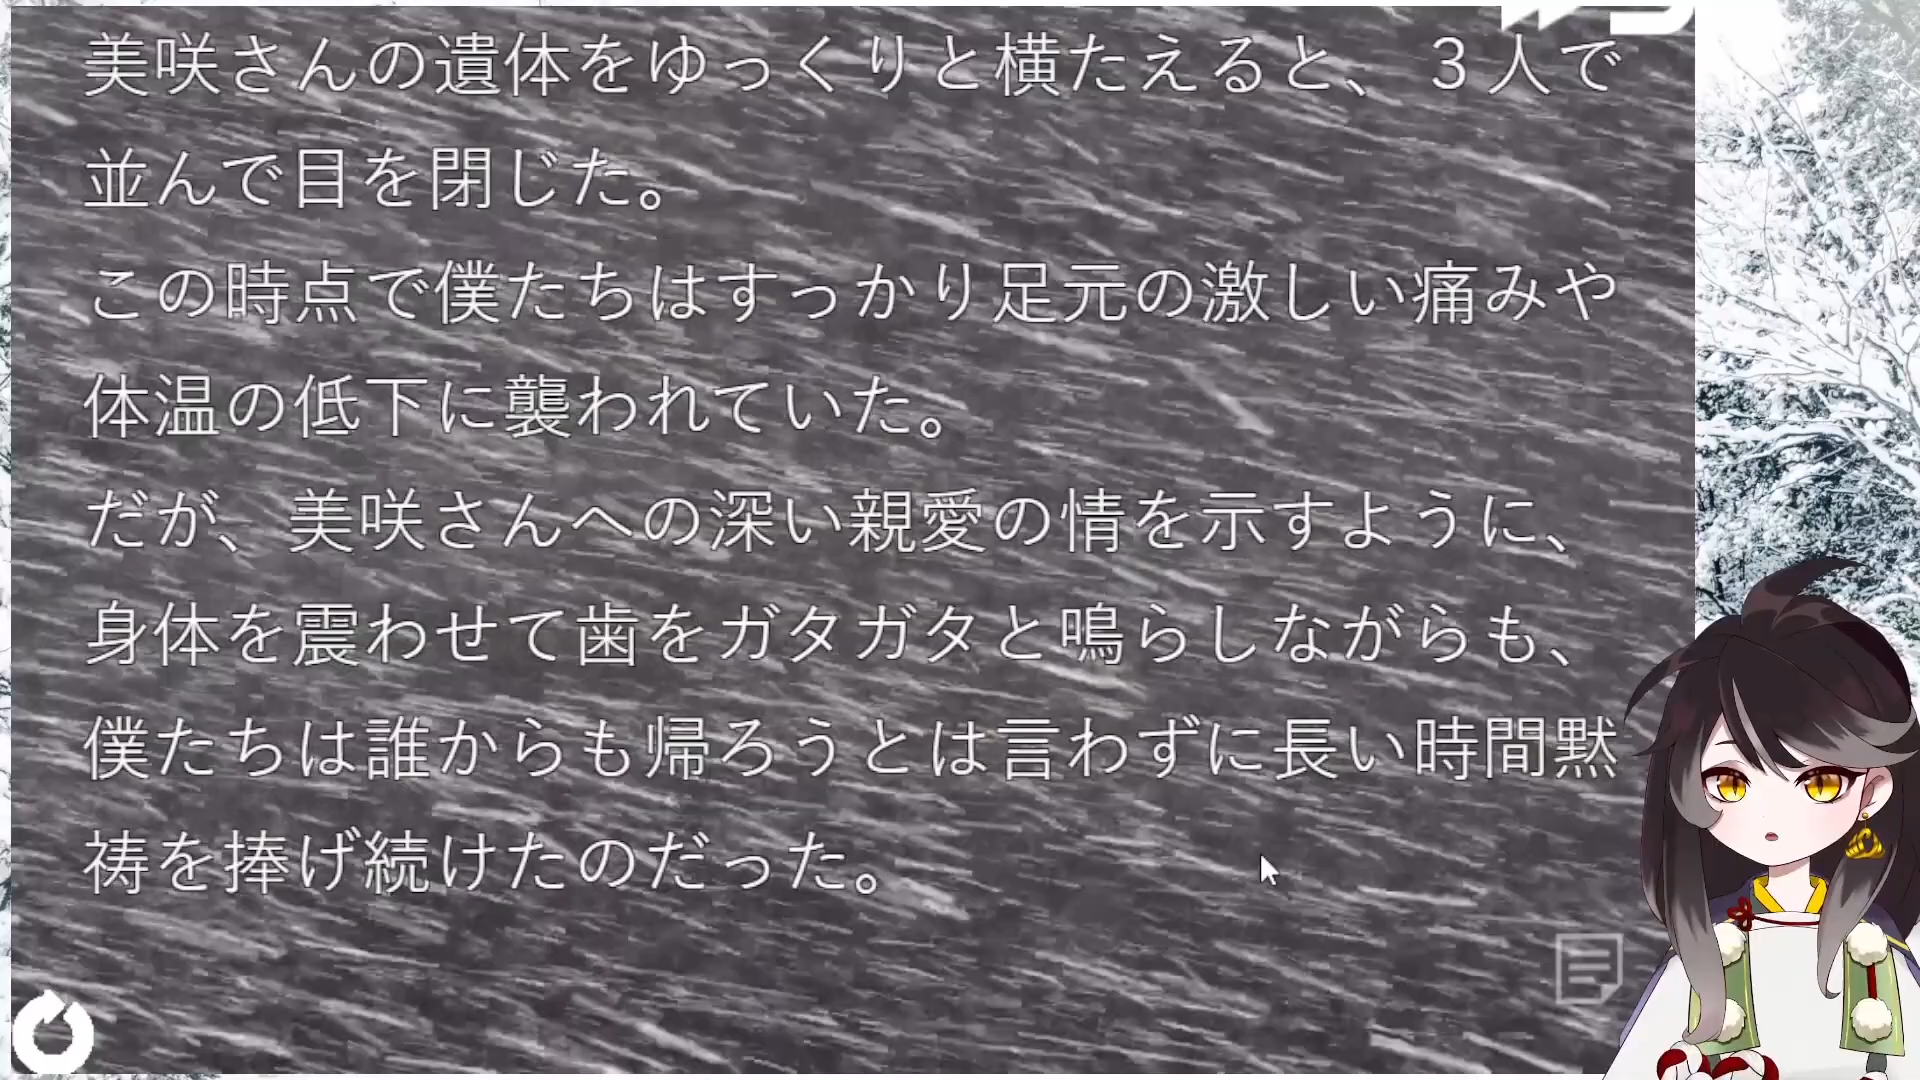 美咲さんの遺体をゆっくりと横たえると、３人で
並んで目を閉じた。
この時点で僕たちはすっかり足元の激しい痛みや
体温の低下に襲われていた。
だが、美咲さんへの深い親愛の情を示すように、
身体を震わせて歯をガタガタと鳴らしながらも、
僕たちは誰からも帰ろうとは言わずに長い時間黙
祷を捧げ続けたのだった。